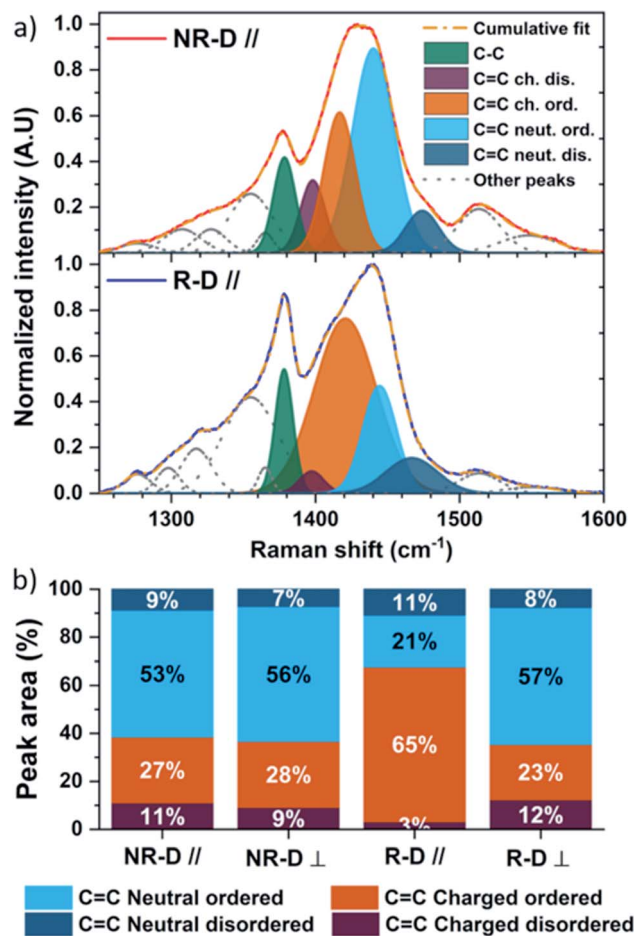 a)
NR-D //
Cumulative fit
C-C
C=C ch. dis.
C=C ch. ord.
C=C neut. ord.
C=C neut. dis.
Other peaks
1.0
0.8
0.6
0.4
0.2
R-D //
1.0
0.8
0.6
0.4
0.2
0.0
Normalized intensity (A.U)
1300 1400 1500 1600
Raman shift (cm⁻¹)
b)
Peak area (%)
100
80
60
40
20
0
9% 7% 11% 8%
53% 56% 21% 57%
27% 28% 65% 23%
11% 9% 3% 12%
NR-D // NR-D ⊥ R-D // R-D ⊥
C=C Neutral ordered C=C Charged ordered
C=C Neutral disordered C=C Charged disordered